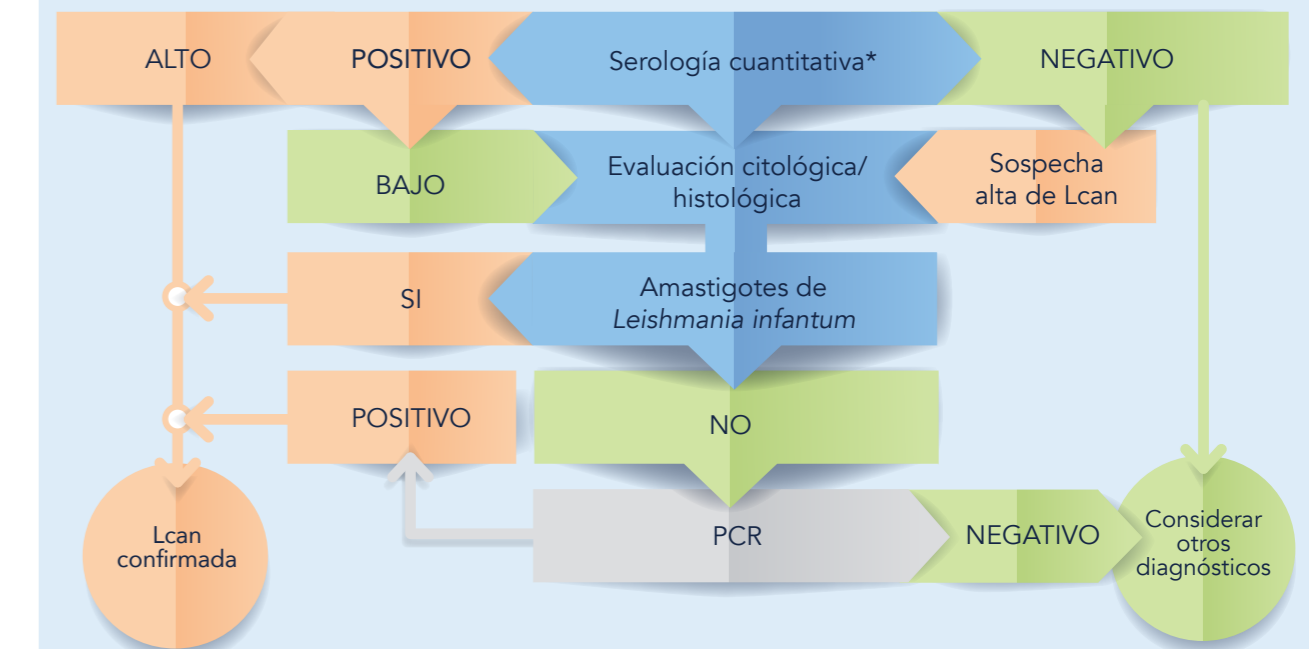 ALTO
POSITIVO
Serología cuantitativa*
NEGATIVO
BAJO
Evaluación citológica/
histológica
Sospecha
alta de Lcan
SI
Amastigotes de
Leishmania infantum
POSITIVO
NO
Lcan
confirmada
PCR
NEGATIVO
Considerar
otros
diagnósticos